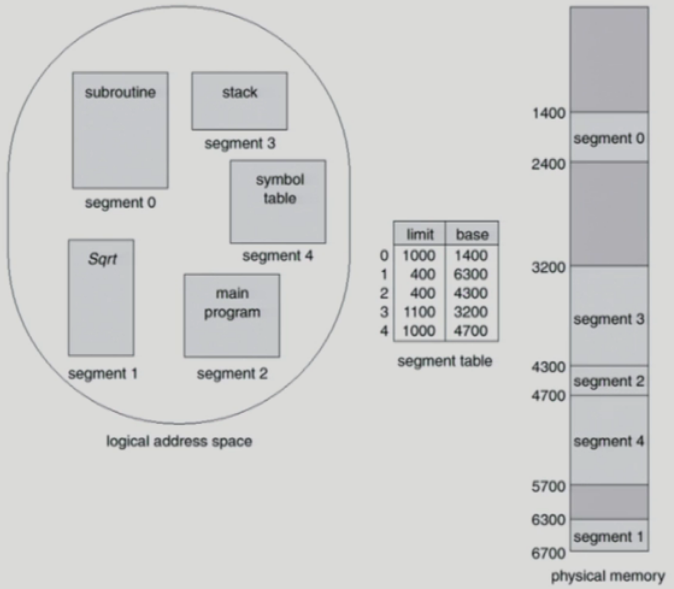 subroutine
stack
segment 3
symbol
table
segment 0
segment 4
Sqrt
main
program
segment 1
segment 2
logical address space
limit base
0 1000 1400
1 400 6300
2 400 4300
3 1100 3200
4 1000 4700
segment table
1400
segment 0
2400
3200
segment 3
4300
segment 2
4700
segment 4
5700
6300
segment 1
6700
physical memory